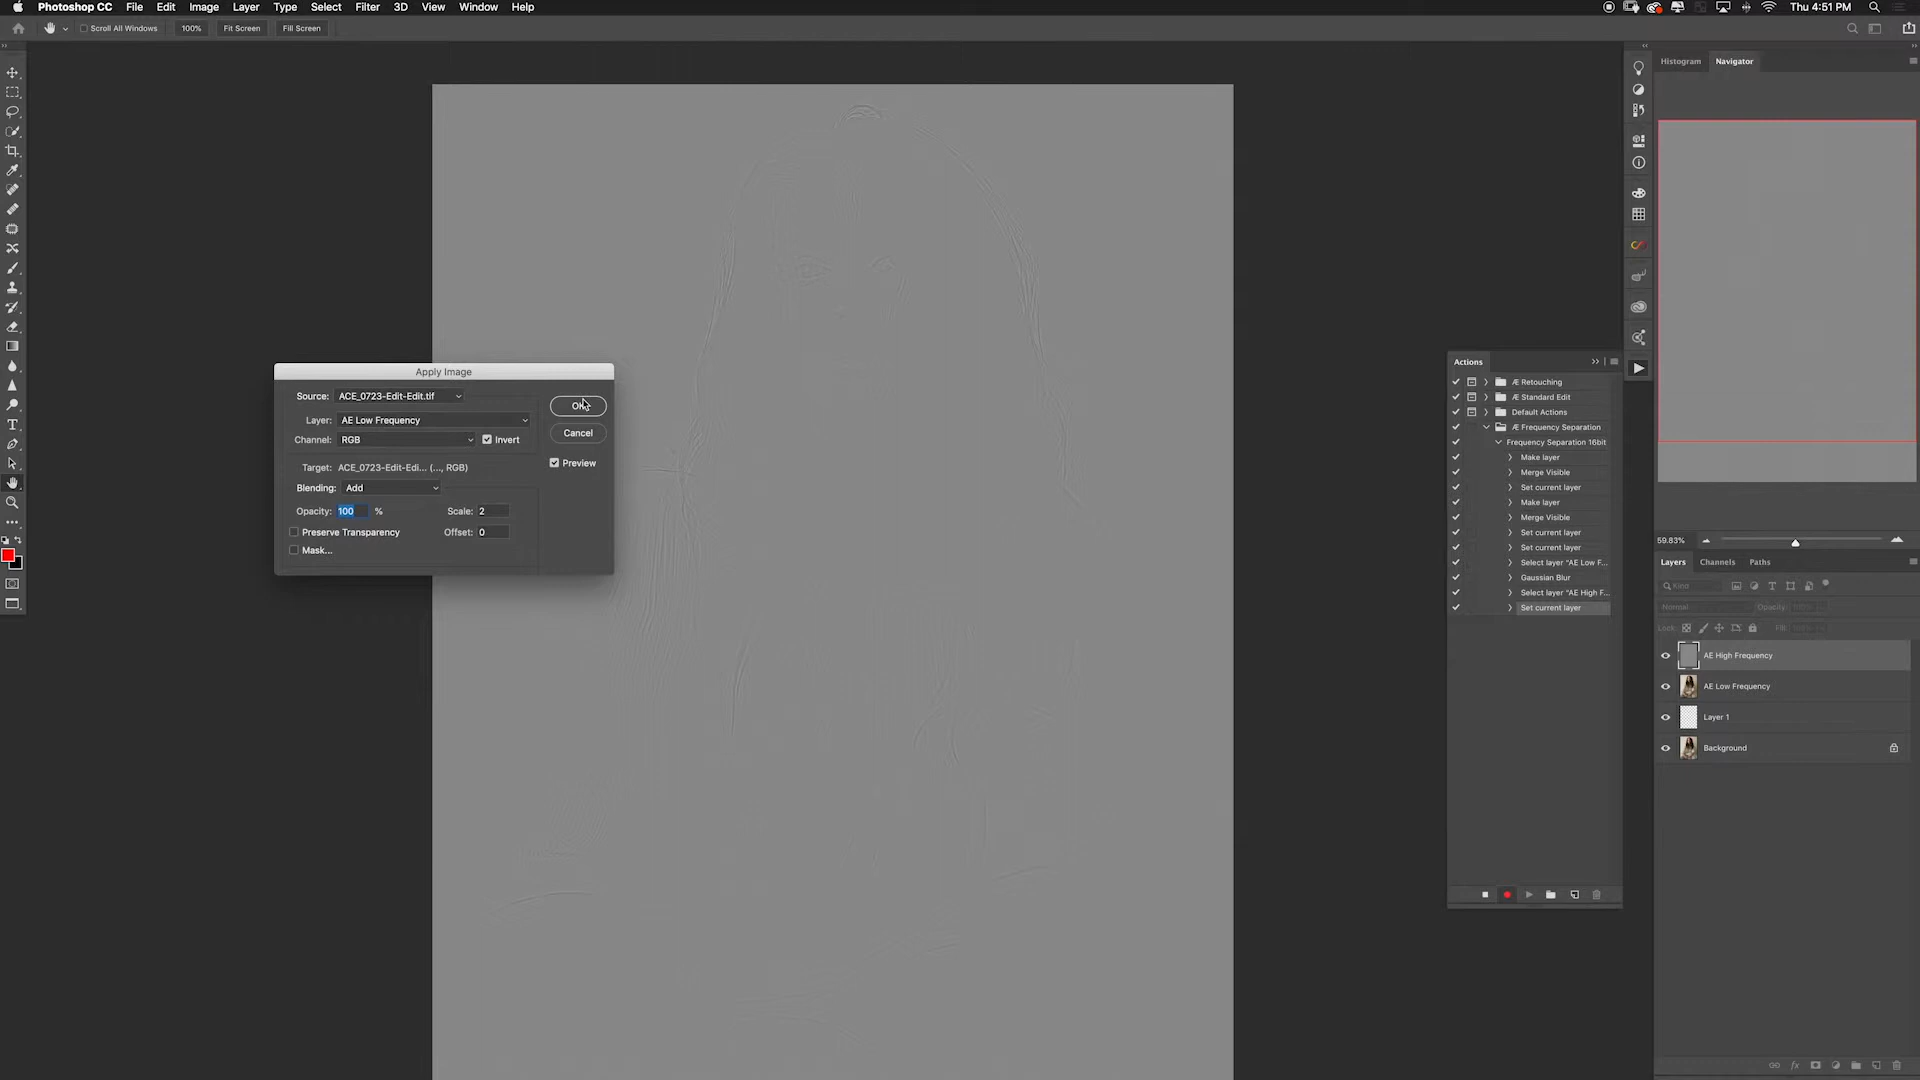 Photoshop CC File Edit Image Layer Type Select Filter 3D View Window Help Thu 4:51 PM
Scroll All Windows 100% Fit Screen Fill Screen
Histogram Navigator
Apply Image
Source: ACE_0723-Edit-Edit.tif
OK
Layer: AE Low Frequency
Channel: RGB Invert
Cancel
Preview
Target: ACE_0723-Edit-Edi... (..., RGB)
Blending: Add
Opacity: 100 % Scale: 2
Preserve Transparency Offset: 0
Mask...
Actions
Æ Retouching
Æ Standard Edit
Default Actions
Æ Frequency Separation
Frequency Separation 16bit
Make layer
Merge Visible
Set current layer
Make layer
Merge Visible
Set current layer
Set current layer
Select layer "AE Low F...
Gaussian Blur
Select layer "AE High F...
Set current layer
59.83%
Layers Channels Paths
Kind
Normal Opacity: 100%
Lock: Fill:
AE High Frequency
AE Low Frequency
Layer 1
Background